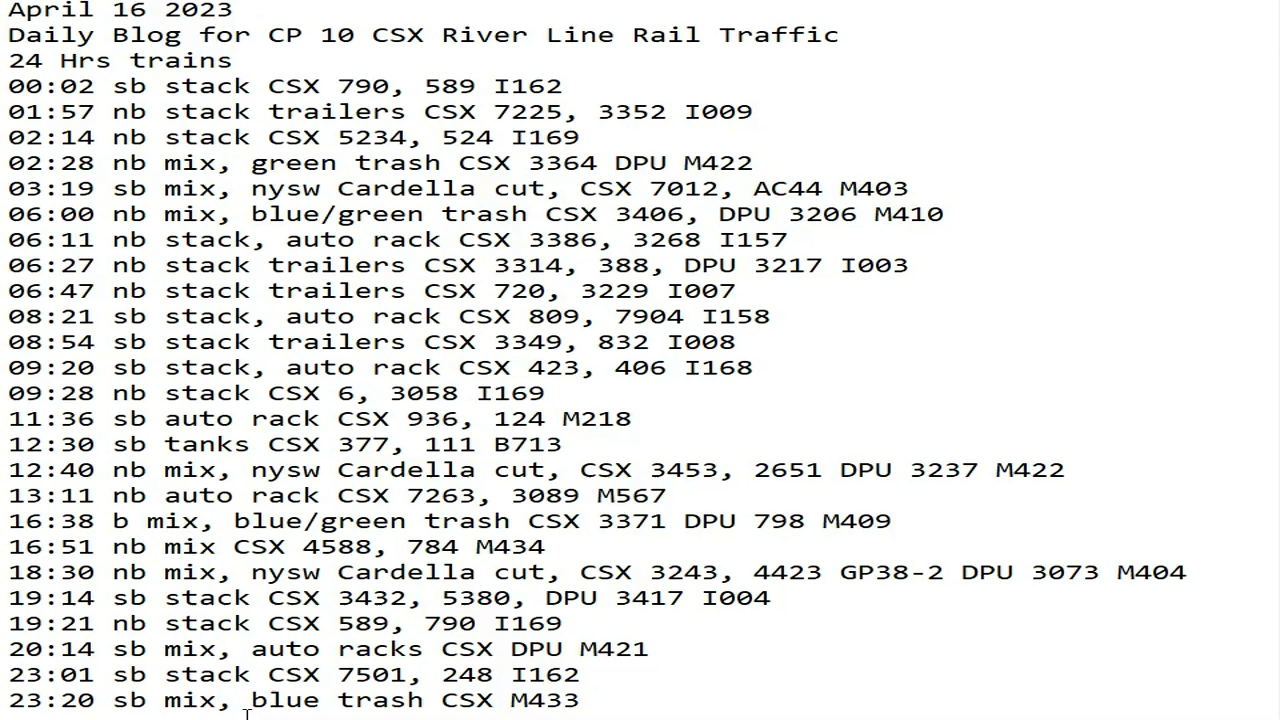 April 16 2023
Daily Blog for CP 10 CSX River Line Rail Traffic
24 Hrs trains
00:02 sb stack CSX 790, 589 I162
01:57 nb stack trailers CSX 7225, 3352 I009
02:14 nb stack CSX 5234, 524 I169
02:28 nb mix, green trash CSX 3364 DPU M422
03:19 sb mix, nysw Cardella cut, CSX 7012, AC44 M403
06:00 nb mix, blue/green trash CSX 3406, DPU 3206 M410
06:11 nb stack, auto rack CSX 3386, 3268 I157
06:27 nb stack trailers CSX 3314, 388, DPU 3217 I003
06:47 nb stack trailers CSX 720, 3229 I007
08:21 sb stack, auto rack CSX 809, 7904 I158
08:54 sb stack trailers CSX 3349, 832 I008
09:20 sb stack, auto rack CSX 423, 406 I168
09:28 nb stack CSX 6, 3058 I169
11:36 sb auto rack CSX 936, 124 M218
12:30 sb tanks CSX 377, 111 B713
12:40 nb mix, nysw Cardella cut, CSX 3453, 2651 DPU 3237 M422
13:11 nb auto rack CSX 7263, 3089 M567
16:38 b mix, blue/green trash CSX 3371 DPU 798 M409
16:51 nb mix CSX 4588, 784 M434
18:30 nb mix, nysw Cardella cut, CSX 3243, 4423 GP38-2 DPU 3073 M404
19:14 sb stack CSX 3432, 5380, DPU 3417 I004
19:21 nb stack CSX 589, 790 I169
20:14 sb mix, auto racks CSX DPU M421
23:01 sb stack CSX 7501, 248 I162
23:20 sb mix, blue trash CSX M433